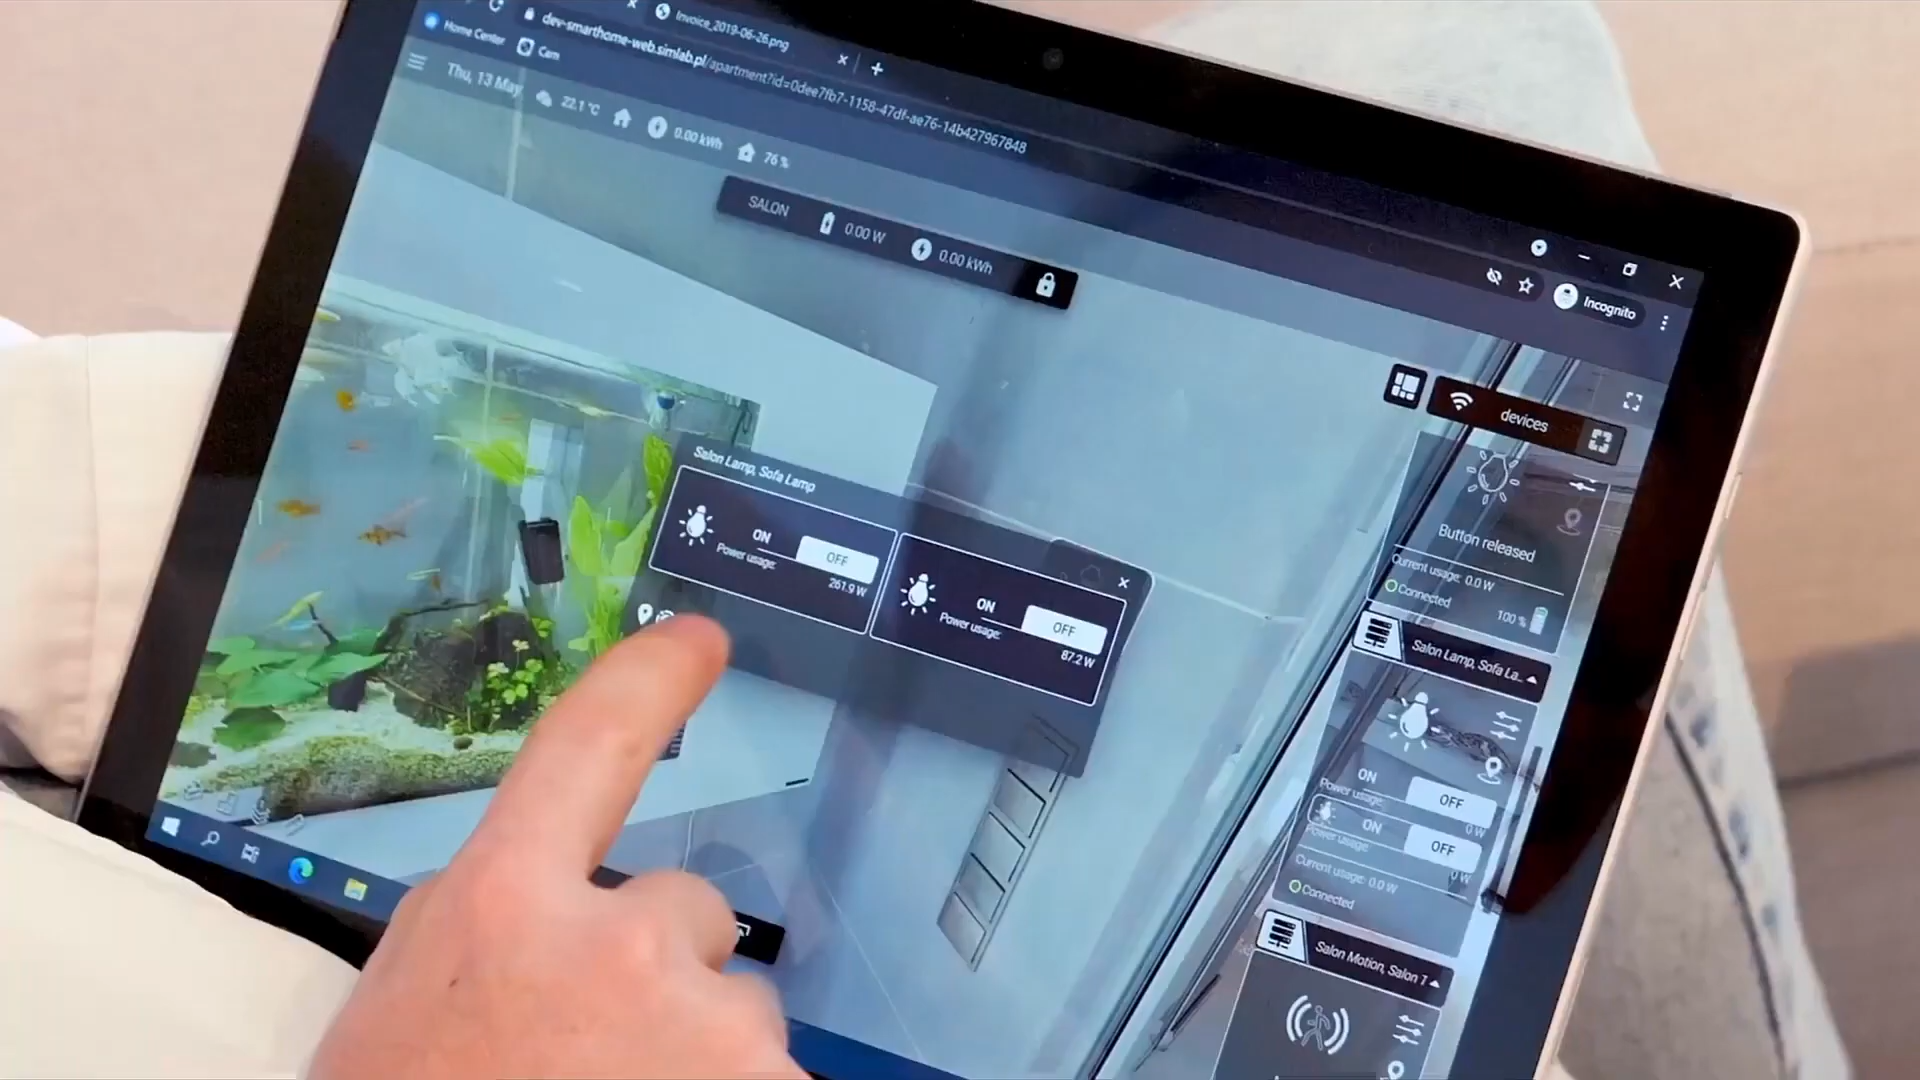 Invoice_2019-06-26.png
dev-smarthome-web.simlab.pl/apartment?id=0dee7fb7-1158-47df-ae76-14b427967848
Home Center
Cam
Incognito
Thu, 13 May
22.1 °C
0.00 kWh
76 %
SALON
0.00 W
0.00 kWh
devices
Button released
Current usage: 0.0 W
Connected
100 %
Salon Lamp, Sofa Lamp
ON
OFF
Power usage:
261.9 W
ON
OFF
Power usage:
87.2 W
Salon Lamp, Sofa La..
ON
OFF
Power usage:
0 W
ON
OFF
Power usage:
0 W
Current usage: 0.0 W
Connected
Salon Motion, Salon T